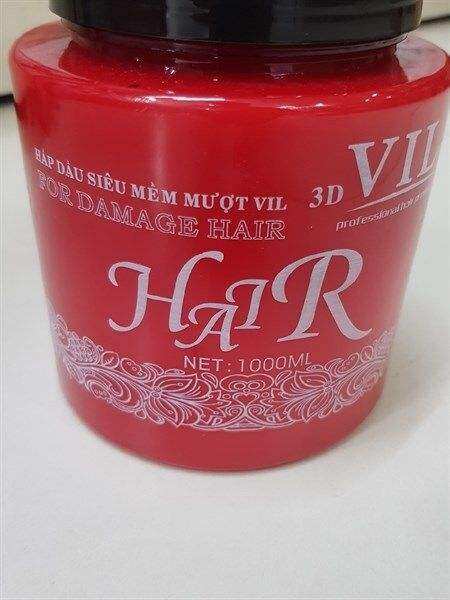 HẤP DẦU SIÊU MỀM MƯỢT VIL
FOR DAMAGE HAIR
3D VIL
professional
HAIR
NET:1000ML